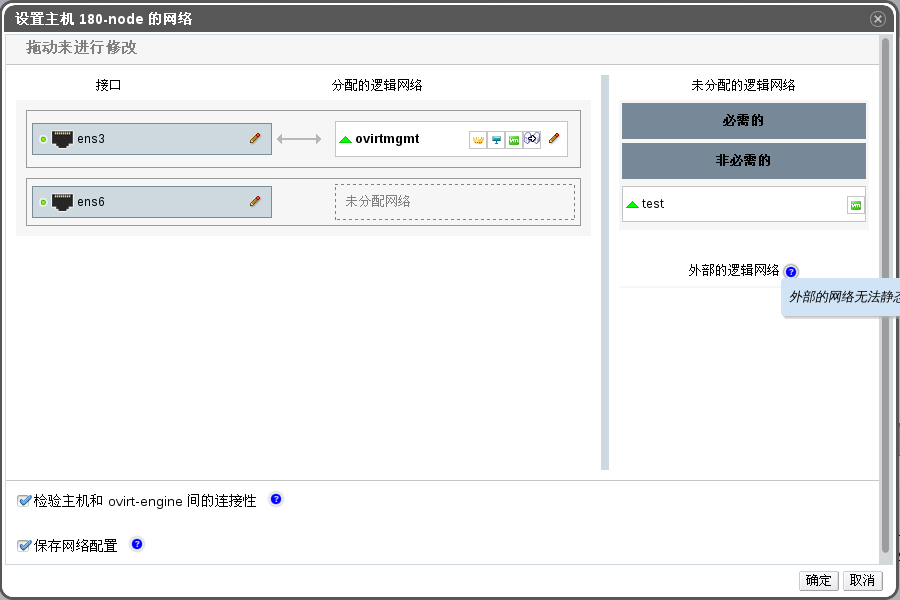 设置主机 180-node 的网络
拖动来进行修改
接口
分配的逻辑网络
未分配的逻辑网络
ens3
ovirtmgmt
vm
必需的
非必需的
ens6
未分配网络
test
vm
外部的逻辑网络
?
外部的网络无法静态
检验主机和 ovirt-engine 间的连接性
?
保存网络配置
?
确定
取消